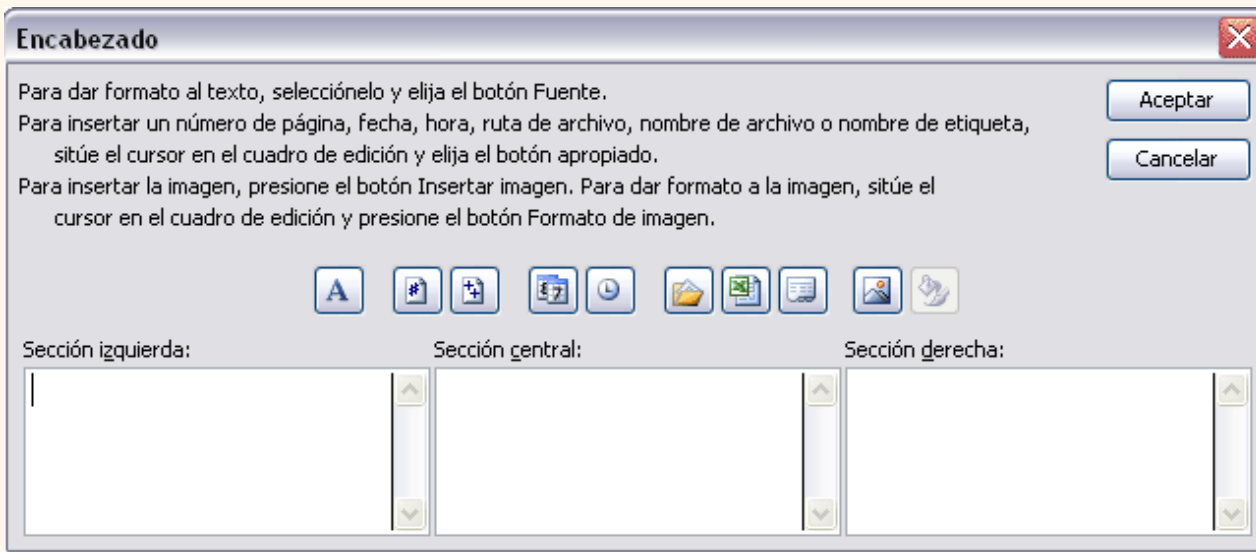 Encabezado
Para dar formato al texto, selecciónelo y elija el botón Fuente.
Para insertar un número de página, fecha, hora, ruta de archivo, nombre de archivo o nombre de etiqueta,
sitúe el cursor en el cuadro de edición y elija el botón apropiado.
Para insertar la imagen, presione el botón Insertar imagen. Para dar formato a la imagen, sitúe el
cursor en el cuadro de edición y presione el botón Formato de imagen.
Aceptar
Cancelar
A
Sección izquierda:
Sección central:
Sección derecha: